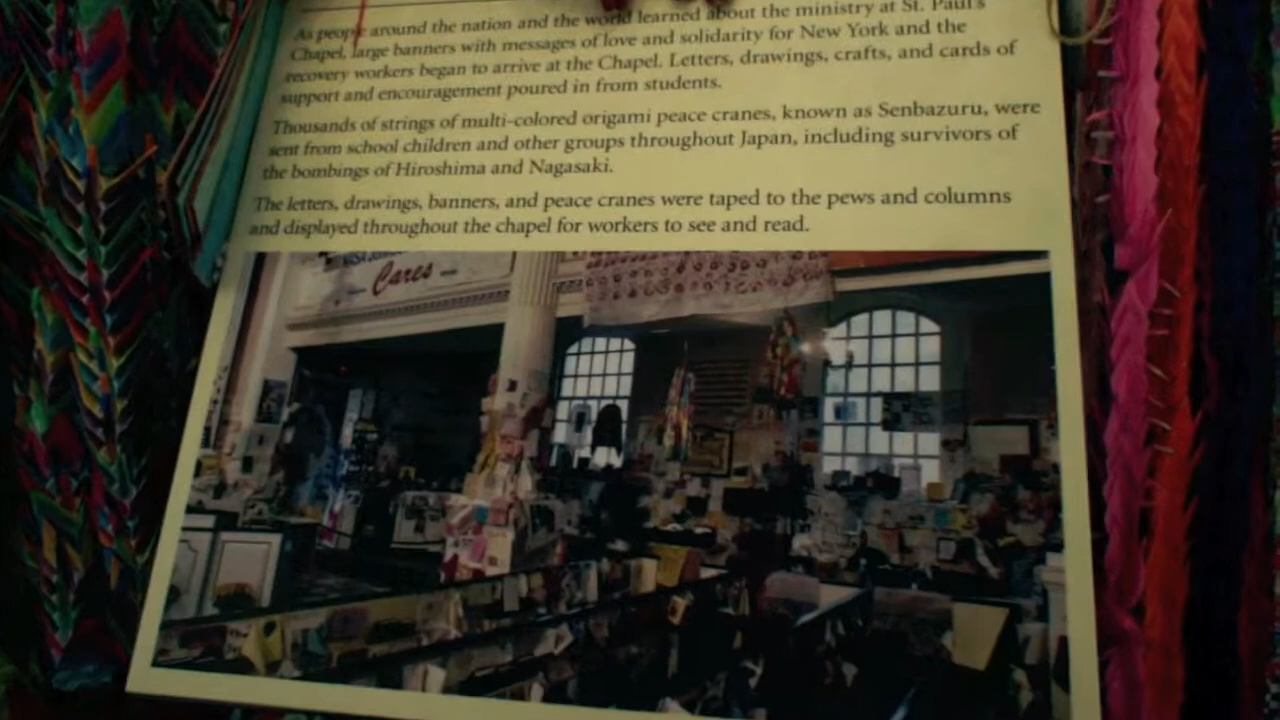 As people around the nation and the world learned about the ministry at St. Paul's
Chapel, large banners with messages of love and solidarity for New York and the
recovery workers began to arrive at the Chapel. Letters, drawings, crafts, and cards of
support and encouragement poured in from students.
Thousands of strings of multi-colored origami peace cranes, known as Senbazuru, were
sent from school children and other groups throughout Japan, including survivors of
the bombings of Hiroshima and Nagasaki.
The letters, drawings, banners, and peace cranes were taped to the pews and columns
and displayed throughout the chapel for workers to see and read.
Cares